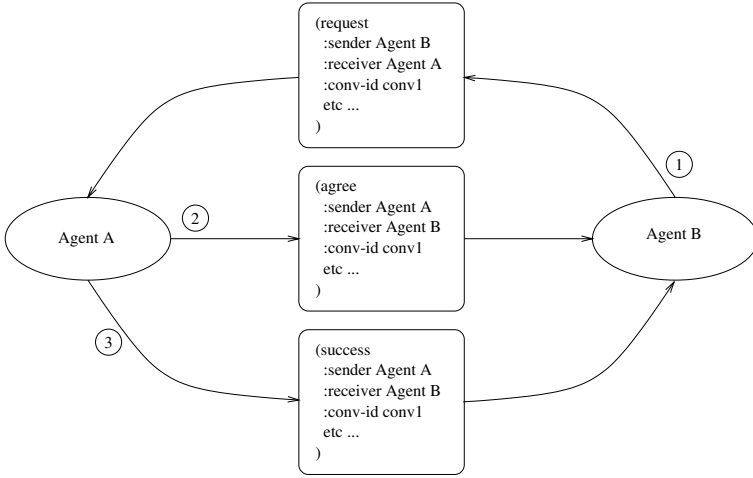 (request
:sender Agent B
:receiver Agent A
:conv-id conv1
etc ...
)
1
(agree
:sender Agent A
:receiver Agent B
:conv-id conv1
etc ...
)
2
Agent A
Agent B
3
(success
:sender Agent A
:receiver Agent B
:conv-id conv1
etc ...
)